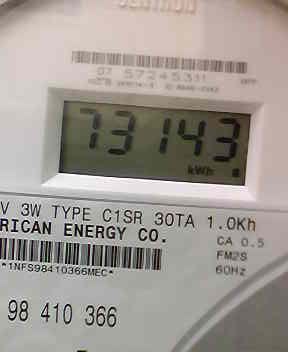 CENTRON
57245311
73143
kWh
V 3W TYPE C1SR 30TA 1.0Kh
RICAN ENERGY CO.
CA 0.5
*1NFS98410366MEC*
FM2S
60Hz
98 410 366